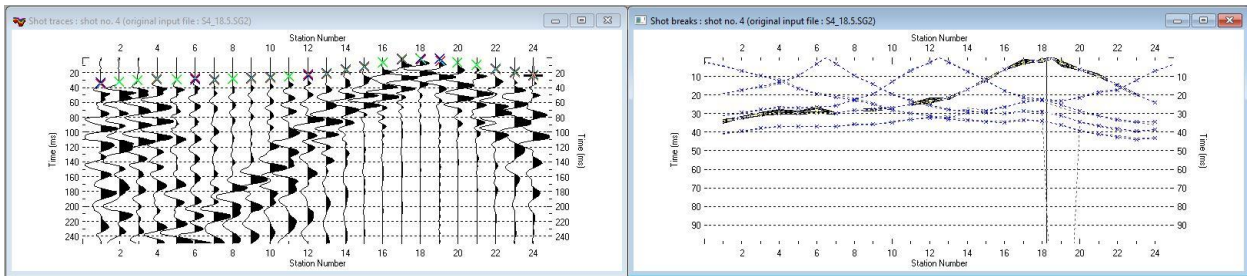 Shot traces : shot no. 4 (original input file : S4_18.5.SG2)
Station Number
2 4 6 8 10 12 14 16 18 20 22 24
20 20
40 40
60 60
80 80
100 100
120 120
140 140
160 160
180 180
200 200
220 220
240 240
Time [ms]
Time [ms]
2 4 6 8 10 12 14 16 18 20 22 24
Station Number
Shot breaks : shot no. 4 (original input file : S4_18.5.SG2)
Station Number
2 4 6 8 10 12 14 16 18 20 22 24
10 10
20 20
30 30
40 40
50 50
60 60
70 70
80 80
90 90
Time [ms]
Time [ms]
2 4 6 8 10 12 14 16 18 20 22 24
Station Number